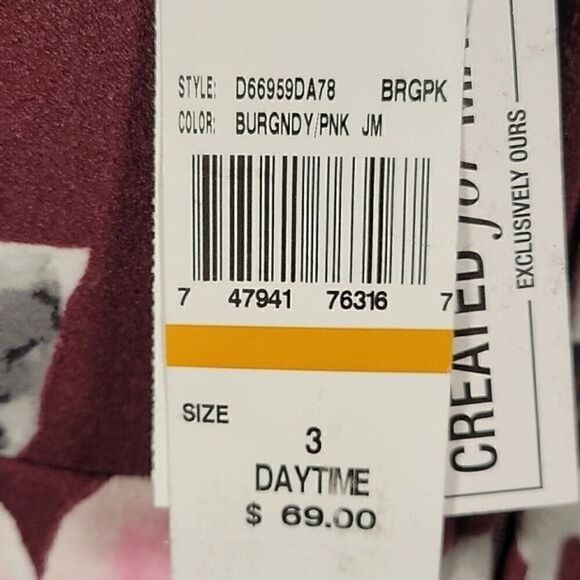 STYLE: D66959DA78 BRGPK
COLOR: BURGNDY/PNK JM
7 47941 76316 7
SIZE
3
DAYTIME
$ 69.00
CREATED for
EXCLUSIVELY OURS